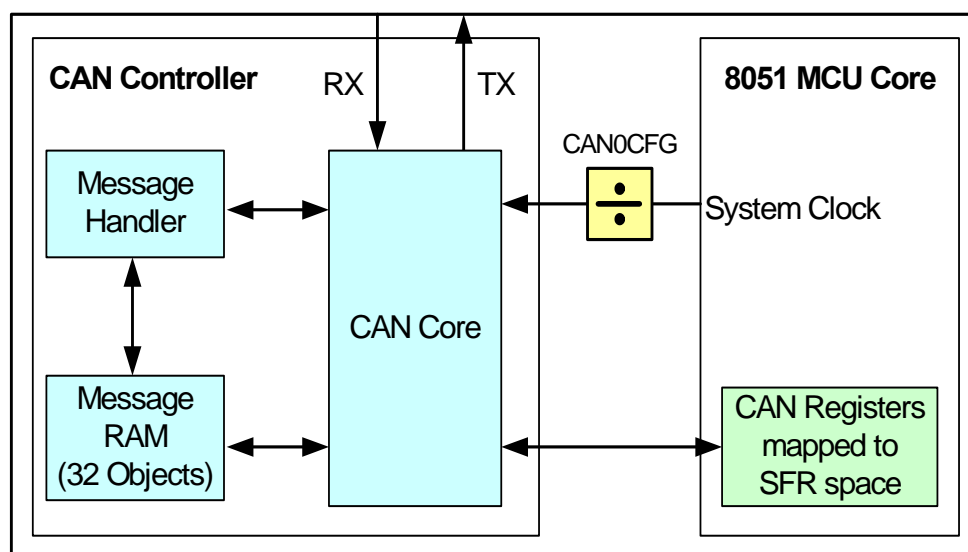 CAN Controller
RX
TX
8051 MCU Core
CAN0CFG
Message
Handler
System Clock
CAN Core
Message
RAM
(32 Objects)
CAN Registers
mapped to
SFR space